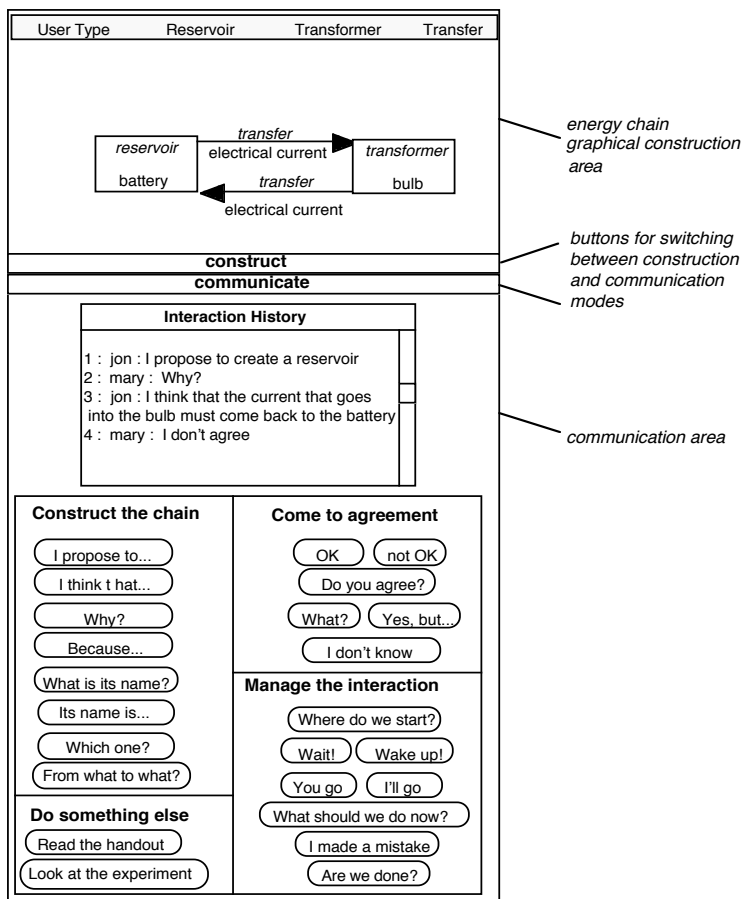 User Type Reservoir Transformer Transfer
reservoir
battery
transfer
electrical current
transformer
bulb
transfer
electrical current
energy chain
graphical construction
area
construct
communicate
buttons for switching
between construction
and communication
modes
Interaction History
1 : jon : I propose to create a reservoir
2 : mary : Why?
3 : jon : I think that the current that goes
into the bulb must come back to the battery
4 : mary : I don't agree
communication area
Construct the chain
I propose to...
I think t hat...
Why?
Because...
What is its name?
Its name is...
Which one?
From what to what?
Come to agreement
OK not OK
Do you agree?
What? Yes, but...
I don't know
Manage the interaction
Where do we start?
Wait! Wake up!
You go I'll go
What should we do now?
I made a mistake
Are we done?
Do something else
Read the handout
Look at the experiment